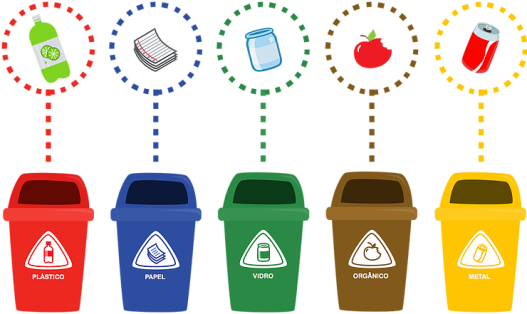 PLÁSTICO
PAPEL
VIDRO
ORGÂNICO
METAL